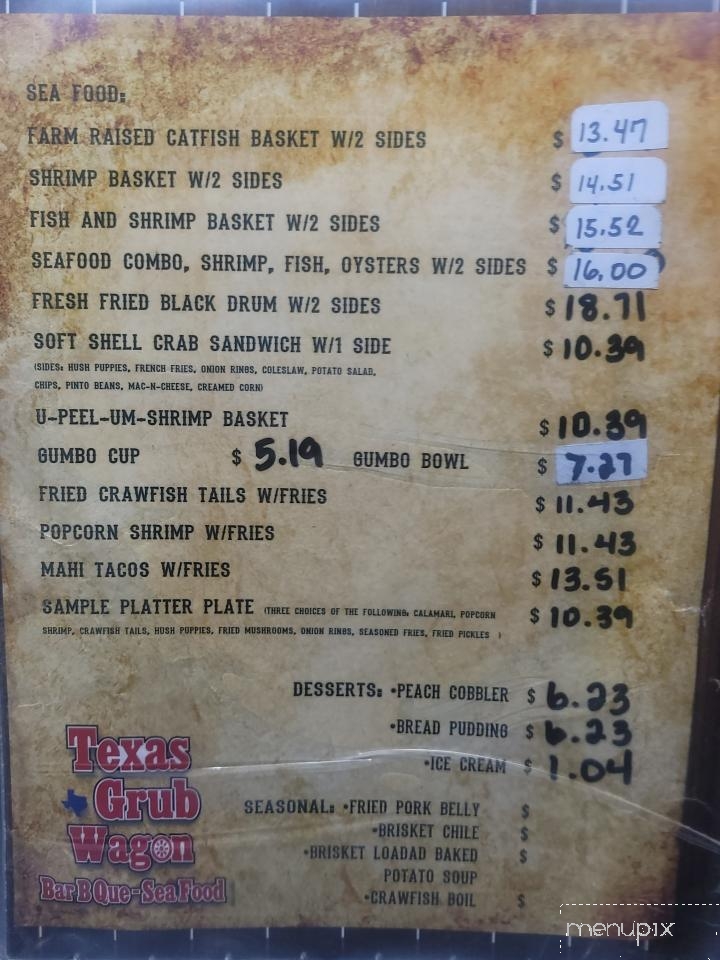 SEA FOOD:
FARM RAISED CATFISH BASKET W/2 SIDES $ 13.47
SHRIMP BASKET W/2 SIDES $ 14.51
FISH AND SHRIMP BASKET W/2 SIDES $ 15.52
SEAFOOD COMBO, SHRIMP, FISH, OYSTERS W/2 SIDES $ 16.00
FRESH FRIED BLACK DRUM W/2 SIDES $ 18.71
SOFT SHELL CRAB SANDWICH W/1 SIDE $ 10.39
(SIDES: HUSH PUPPIES, FRENCH FRIES, ONION RINGS, COLESLAW, POTATO SALAD,
CHIPS, PINTO BEANS, MAC-N-CHEESE, CREAMED CORN)
U-PEEL-UM-SHRIMP BASKET $ 10.39
GUMBO CUP $ 5.19 GUMBO BOWL $ 7.27
FRIED CRAWFISH TAILS W/FRIES $ 11.43
POPCORN SHRIMP W/FRIES $ 11.43
MAHI TACOS W/FRIES $ 13.51
SAMPLE PLATTER PLATE (THREE CHOICES OF THE FOLLOWING: CALAMARI, POPCORN $ 10.39
SHRIMP, CRAWFISH TAILS, HUSH PUPPIES, FRIED MUSHROOMS, ONION RINGS, SEASONED FRIES, FRIED PICKLES )
DESSERTS: •PEACH COBBLER $ 6.23
•BREAD PUDDING $ 6.23
•ICE CREAM $ 1.04
SEASONAL: •FRIED PORK BELLY $
•BRISKET CHILE $
•BRISKET LOADAD BAKED $
POTATO SOUP
•CRAWFISH BOIL $
Texas
Grub
Wagon
Bar B Que-Sea Food
menupix